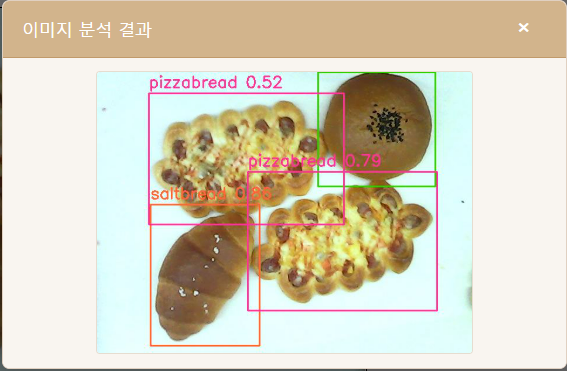 이미지 분석 결과
×
pizzabread 0.52
pizzabread 0.79
saltbread